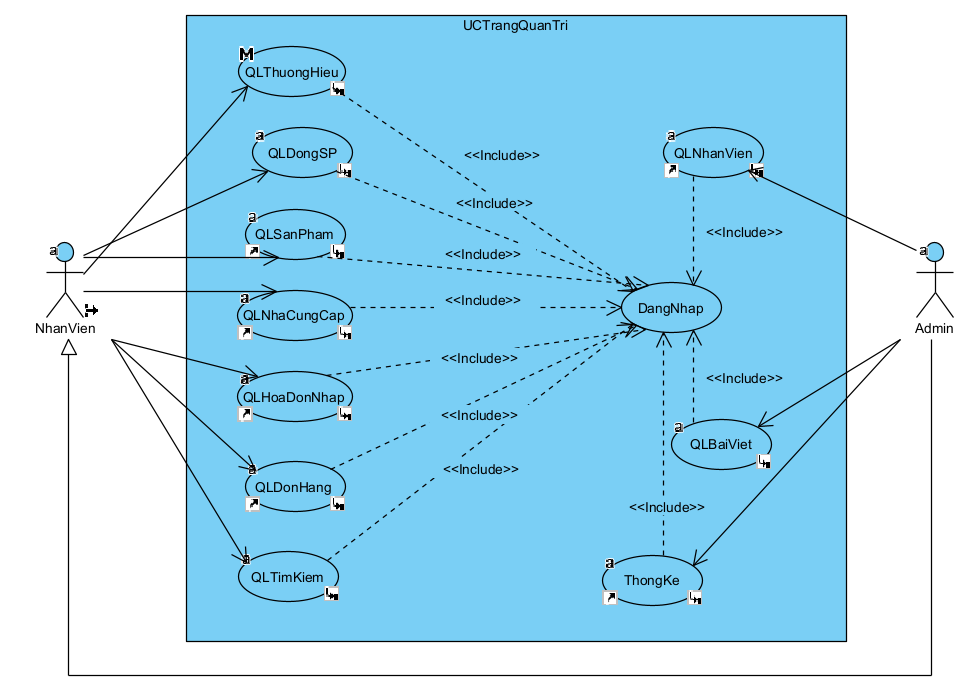 UCTrangQuanTri
M
QLThuongHieu
a
QLDongSP
<<Include>>
a
QLNhanVien
<<Include>>
a
QLSanPham
<<Include>>
<<Include>>
a
NhanVien
a
Admin
a
QLNhaCungCap
<<Include>>
DangNhap
<<Include>>
<<Include>>
a
QLHoaDonNhap
<<Include>>
a
QLBaiViet
<<Include>>
a
QLDonHang
<<Include>>
a
QLTimKiem
a
ThongKe